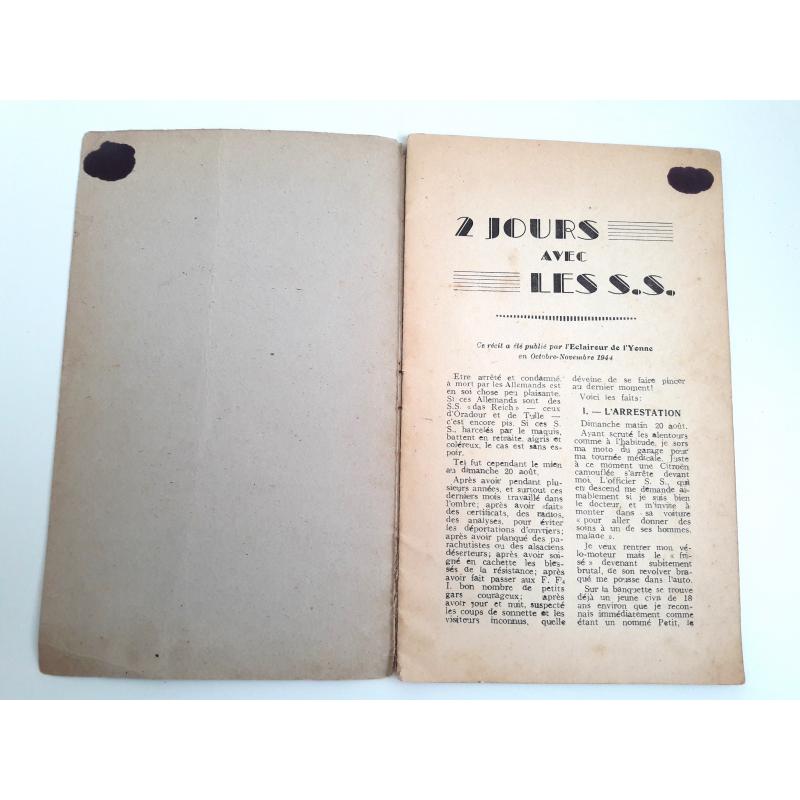 2 JOURS
AVEC
LES S.S.
Ce récit a été publié par l'Eclaireur de l'Yonne
en Octobre-Novembre 1944
Etre arrêté et condamné
à mort par les Allemands est
en soi chose peu plaisante.
Si ces Allemands sont des
S.S. «das Reich» — ceux
d'Oradour et de Tulle —
c'est encore pis. Si ces S.
S., harcelés par le maquis,
battent en retraite, aigris et
coléreux, le cas est sans es-
poir.
Tel fut cependant le mien
au dimanche 20 août.
Après avoir pendant plu-
sieurs années, et surtout ces
derniers mois travaillé dans
l'ombre; après avoir «fait»
des certificats, des radios,
des analyses, pour éviter
les déportations d'ouvriers;
après avoir planqué des pa-
rachutistes ou des alsaciens
déserteurs; après avoir soi-
gné en cachette les bles-
sés de la résistance; après
avoir fait passer aux F. F.
I. bon nombre de petits
gars courageux; après
avoir jour et nuit, suspecté
les coups de sonnette et les
visiteurs inconnus, quelle
déveine de se faire pincer
au dernier moment!
Voici les faits:
I. — L'ARRESTATION
Dimanche matin 20 août.
Ayant scruté les alentours
comme à l'habitude, je sors
ma moto du garage pour
ma tournée médicale. Juste
à ce moment une Citroën
camouflée s'arrête devant
moi. L'officier S. S., qui
en descend me demande ai-
mablement si je suis bien
le docteur, et m'invite à
monter dans sa voiture
« pour aller donner des
soins à un de ses hommes,
malade ».
Je veux rentrer mon vé-
lo-moteur mais le « fri-
sé » devenant subitement
brutal, de son revolver bra-
qué me pousse dans l'auto.
Sur la banquette se trouve
déjà un jeune civil de 18
ans environ que je recon-
nais immédiatement comme
étant un nommé Petit, le